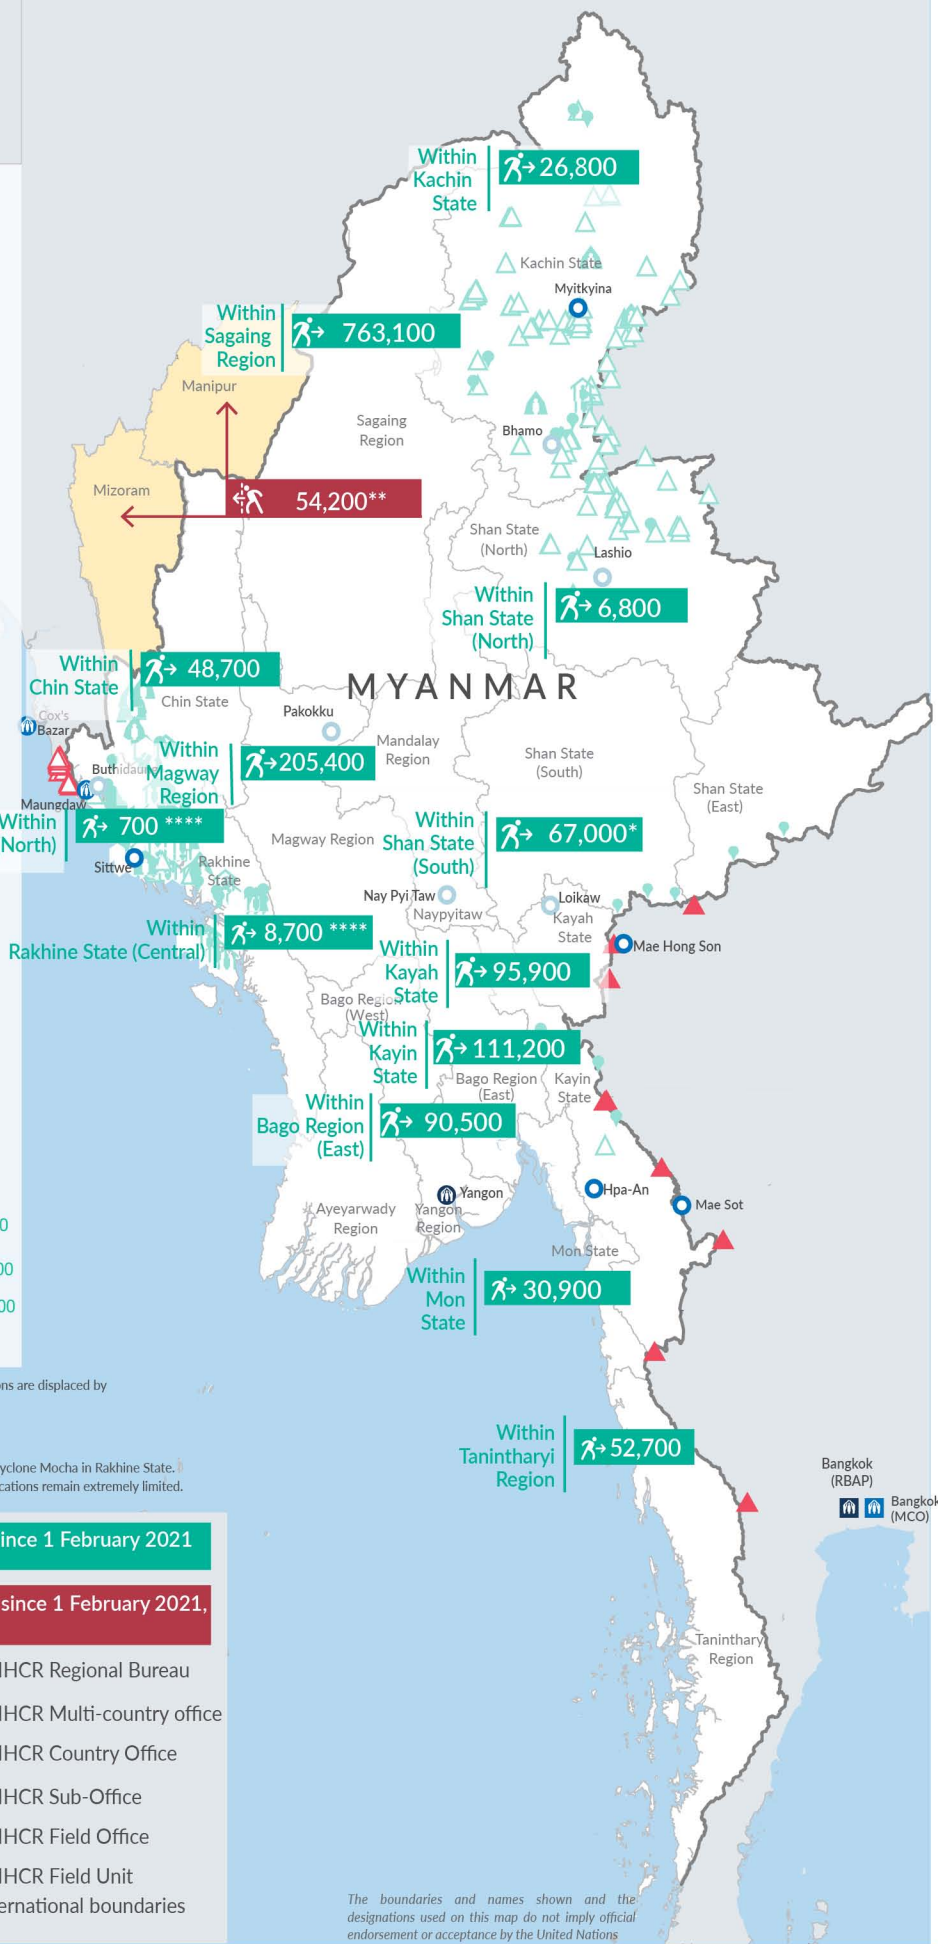 Within
Kachin
State
26,800
Kachin State
Myitkyina
Within
Sagaing
Region
763,100
Manipur
Sagaing
Region
Bhamo
Mizoram
54,200**
Shan State
(North)
Lashio
Within
Shan State
(North)
6,800
Within
Chin State
48,700
MYANMAR
Chin State
Pakokku
Cox's
Bazar
Mandalay
Region
Within
Magway
Region
205,400
Shan State
(South)
Buthidaung
Shan State
(East)
Maungdaw
Within
(North)
700 ****
Within
Shan State
(South)
67,000*
Magway Region
Sittwe
Rakhine
State
Nay Pyi Taw
Naypyitaw
Loikaw
Kayah
State
Within
Rakhine State (Central)
8,700 ****
Mae Hong Son
Within
Kayah
State
95,900
Bago Region
(West)
Within
Kayin
State
111,200
Bago Region
(East)
Kayin
State
Within
Bago Region
(East)
90,500
Yangon
Hpa-An
Mae Sot
Ayeyarwady
Region
Yangon
Region
0
00
00
Mon State
Within
Mon
State
30,900
ns are displaced by
Within
Tanintharyi
Region
52,700
yclone Mocha in Rakhine State.
cations remain extremely limited.
Bangkok
(RBAP)
Bangkok
(MCO)
ince 1 February 2021
since 1 February 2021,
Taninthary
Region
HCR Regional Bureau
HCR Multi-country office
HCR Country Office
HCR Sub-Office
HCR Field Office
HCR Field Unit
ernational boundaries
The boundaries and names shown and the
designations used on this map do not imply official
endorsement or acceptance by the United Nations